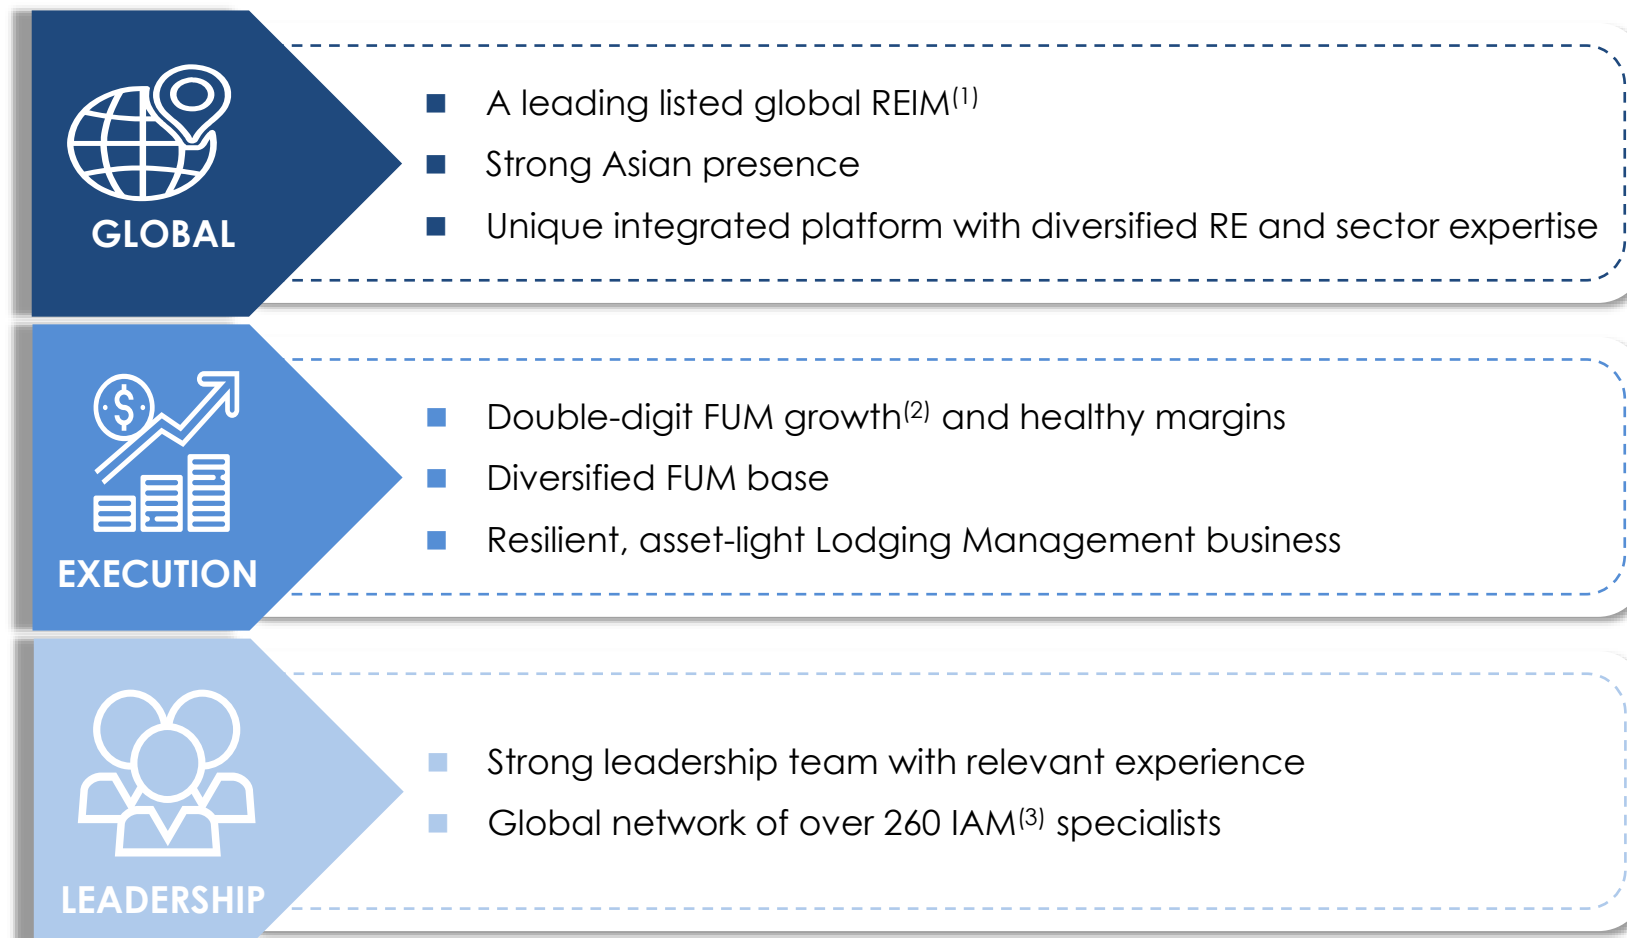 GLOBAL
■ A leading listed global REIM(1)
■ Strong Asian presence
■ Unique integrated platform with diversified RE and sector expertise
$
EXECUTION
■ Double-digit FUM growth(2) and healthy margins
■ Diversified FUM base
■ Resilient, asset-light Lodging Management business
LEADERSHIP
■ Strong leadership team with relevant experience
■ Global network of over 260 IAM(3) specialists